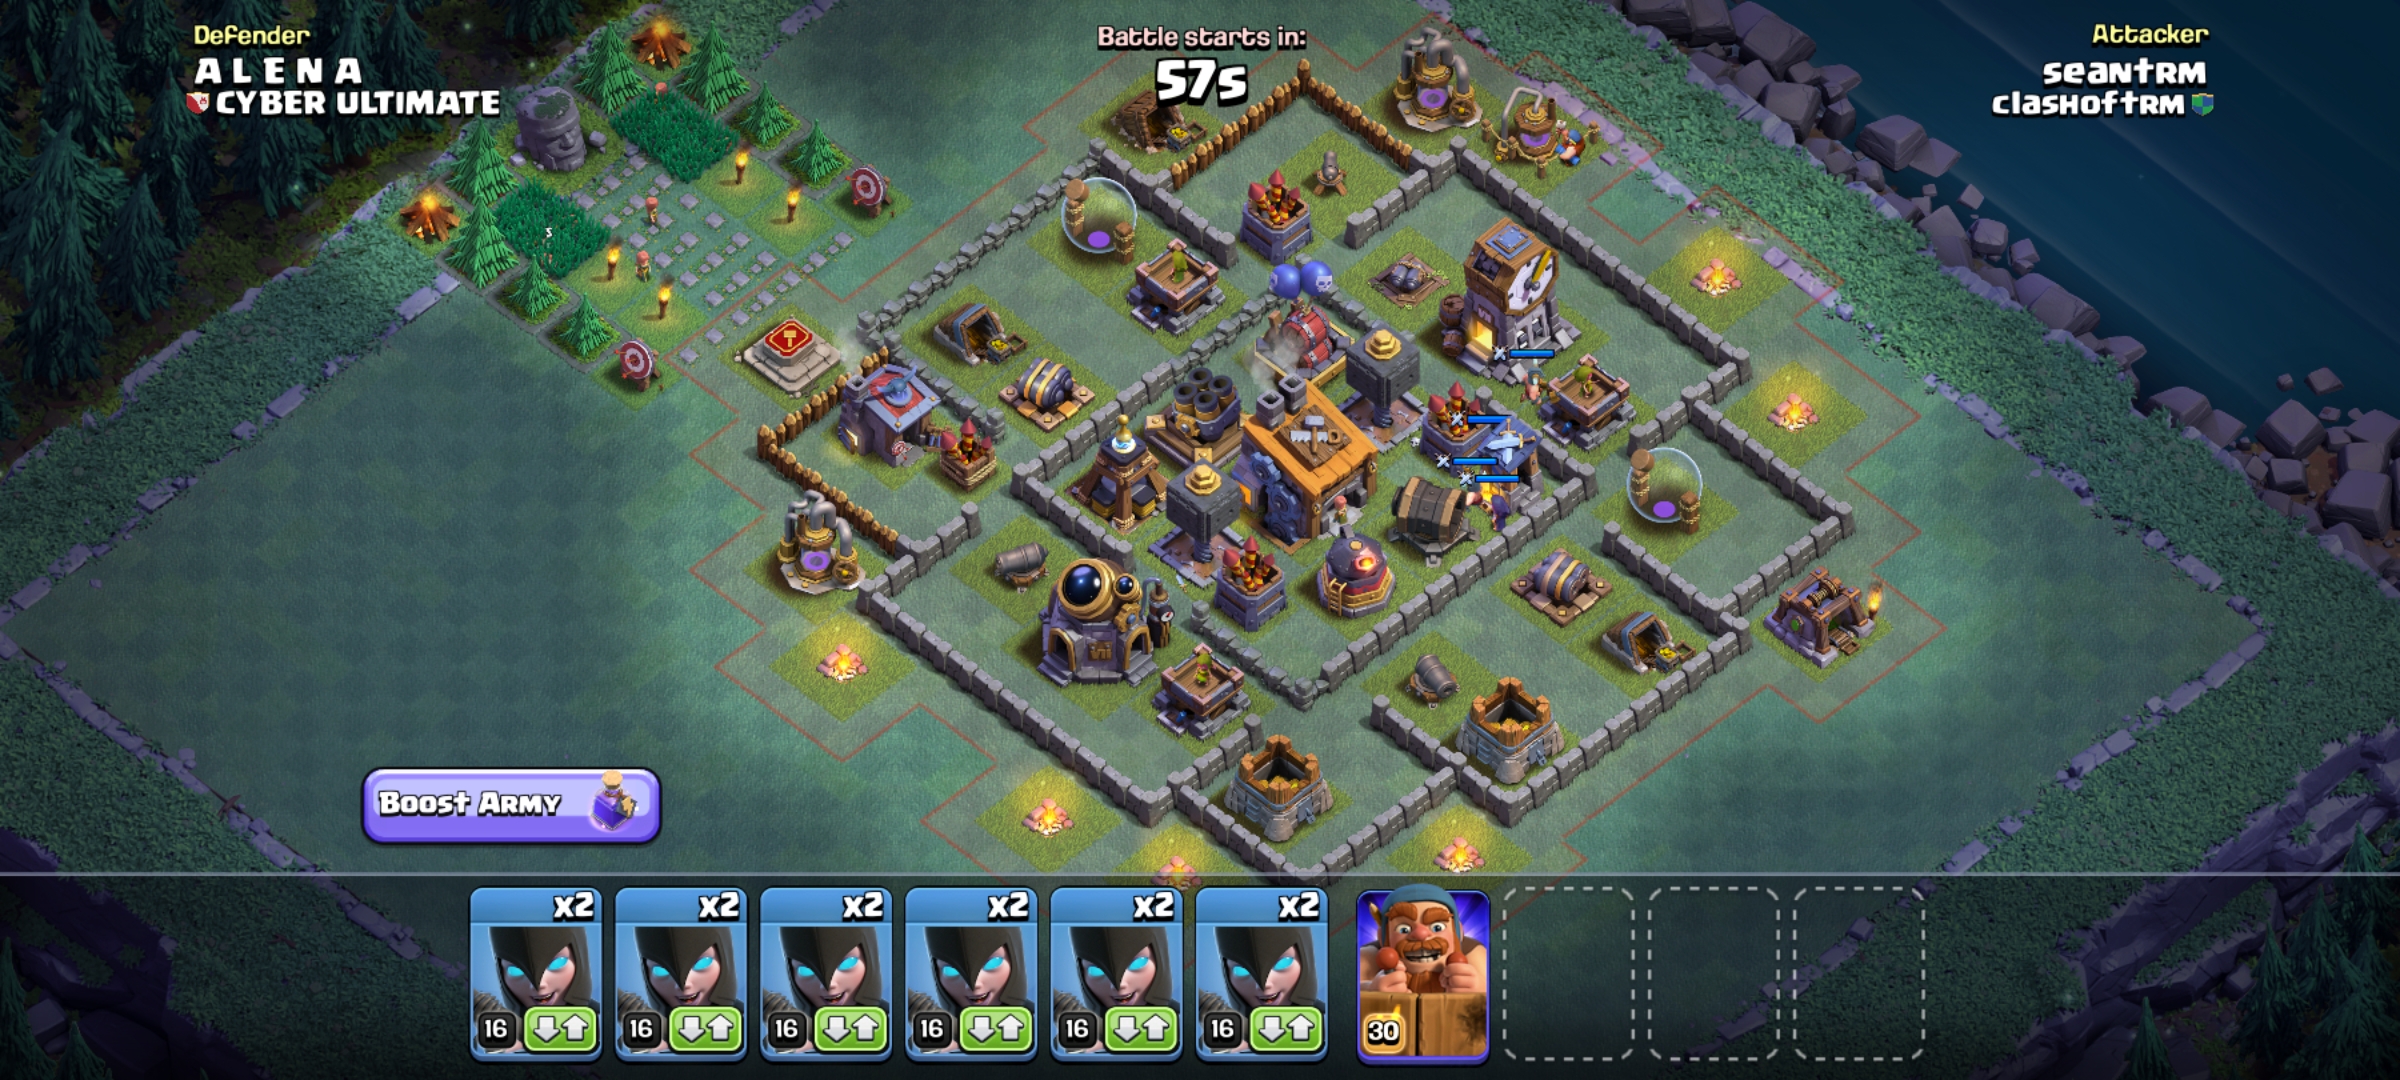 Defender
A L E N A
CYBER ULTIMATE
Battle starts in:
57s
Attacker
seantRM
clashoftRM
Boost Army
x2
x2
x2
x2
x2
x2
16
16
16
16
16
16
30